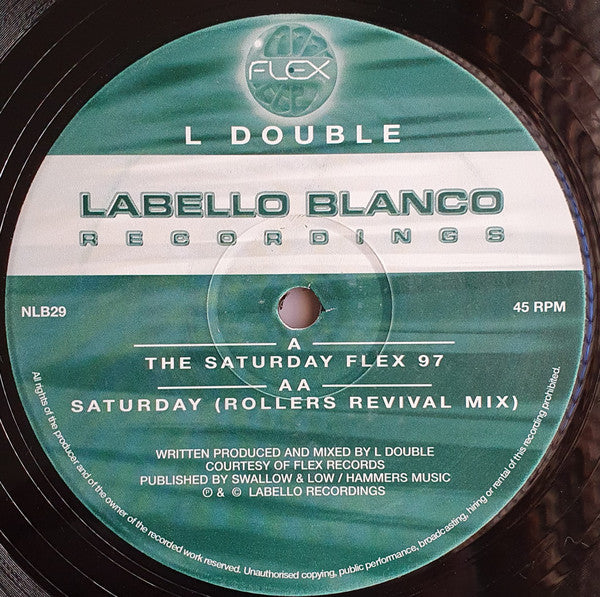 FLEX
L DOUBLE
LABELLO BLANCO
RECORDINGS
NLB29
45 RPM
A
THE SATURDAY FLEX 97
AA
SATURDAY (ROLLERS REVIVAL MIX)
WRITTEN PRODUCED AND MIXED BY L DOUBLE
COURTESY OF FLEX RECORDS
PUBLISHED BY SWALLOW & LOW / HAMMERS MUSIC
℗ & © LABELLO RECORDINGS
All rights of the producer and of the owner of the recorded work reserved. Unauthorised copying, public performance, broadcasting, hiring or rental of this recording prohibited.